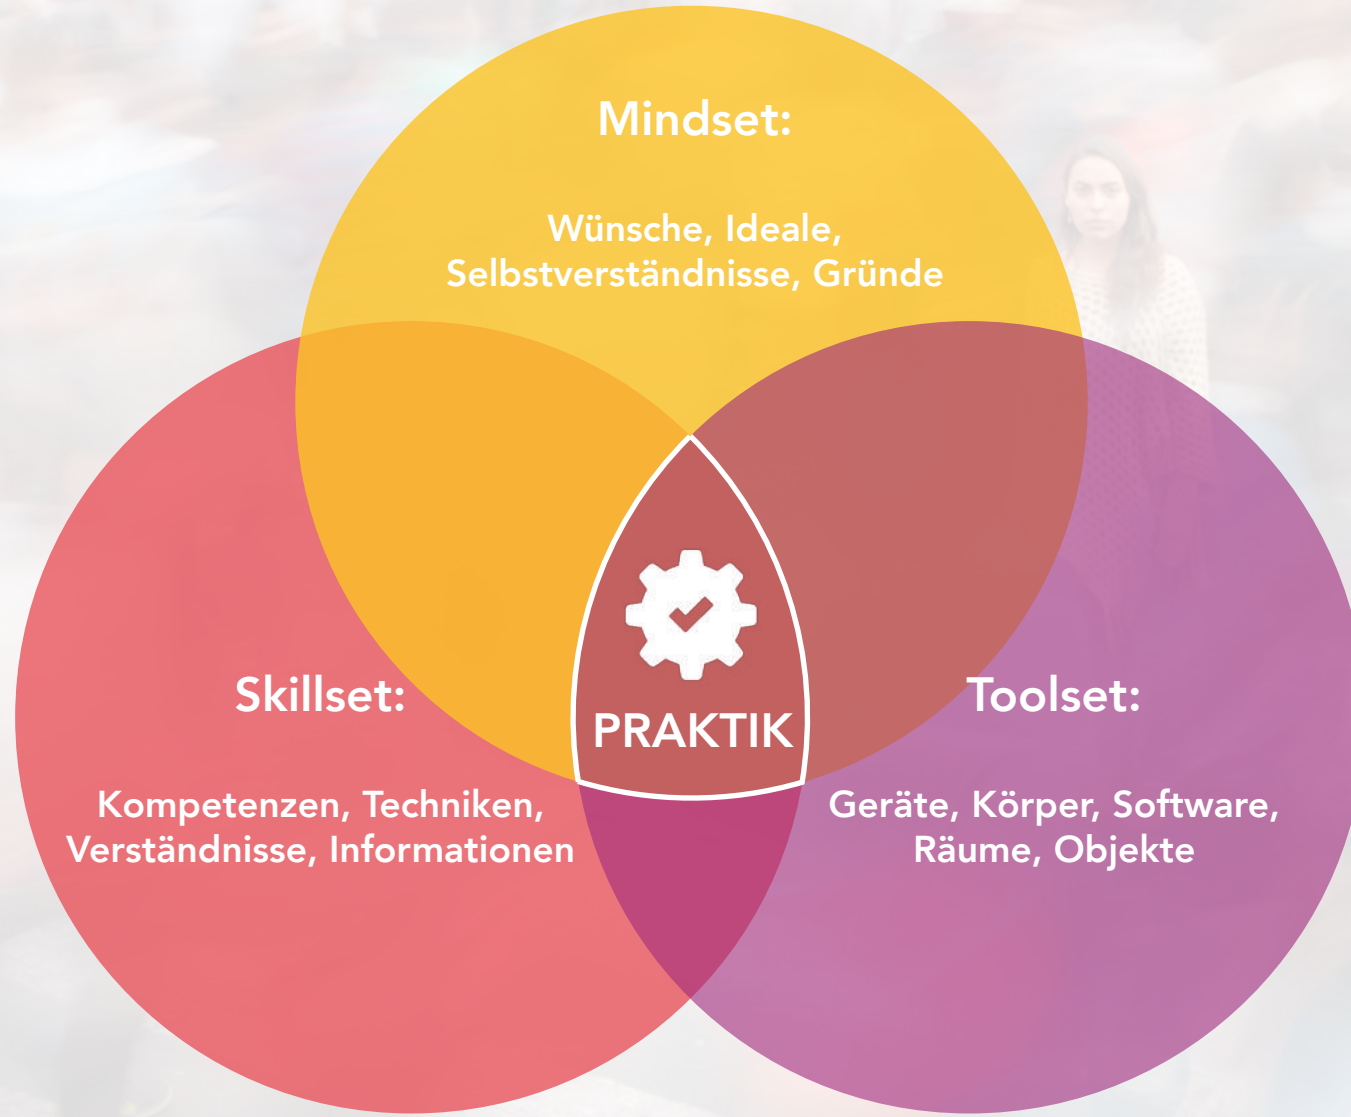 Mindset:
Wünsche, Ideale,
Selbstverständnisse, Gründe
Skillset:
Kompetenzen, Techniken,
Verständnisse, Informationen
PRAKTIK
Toolset:
Geräte, Körper, Software,
Räume, Objekte